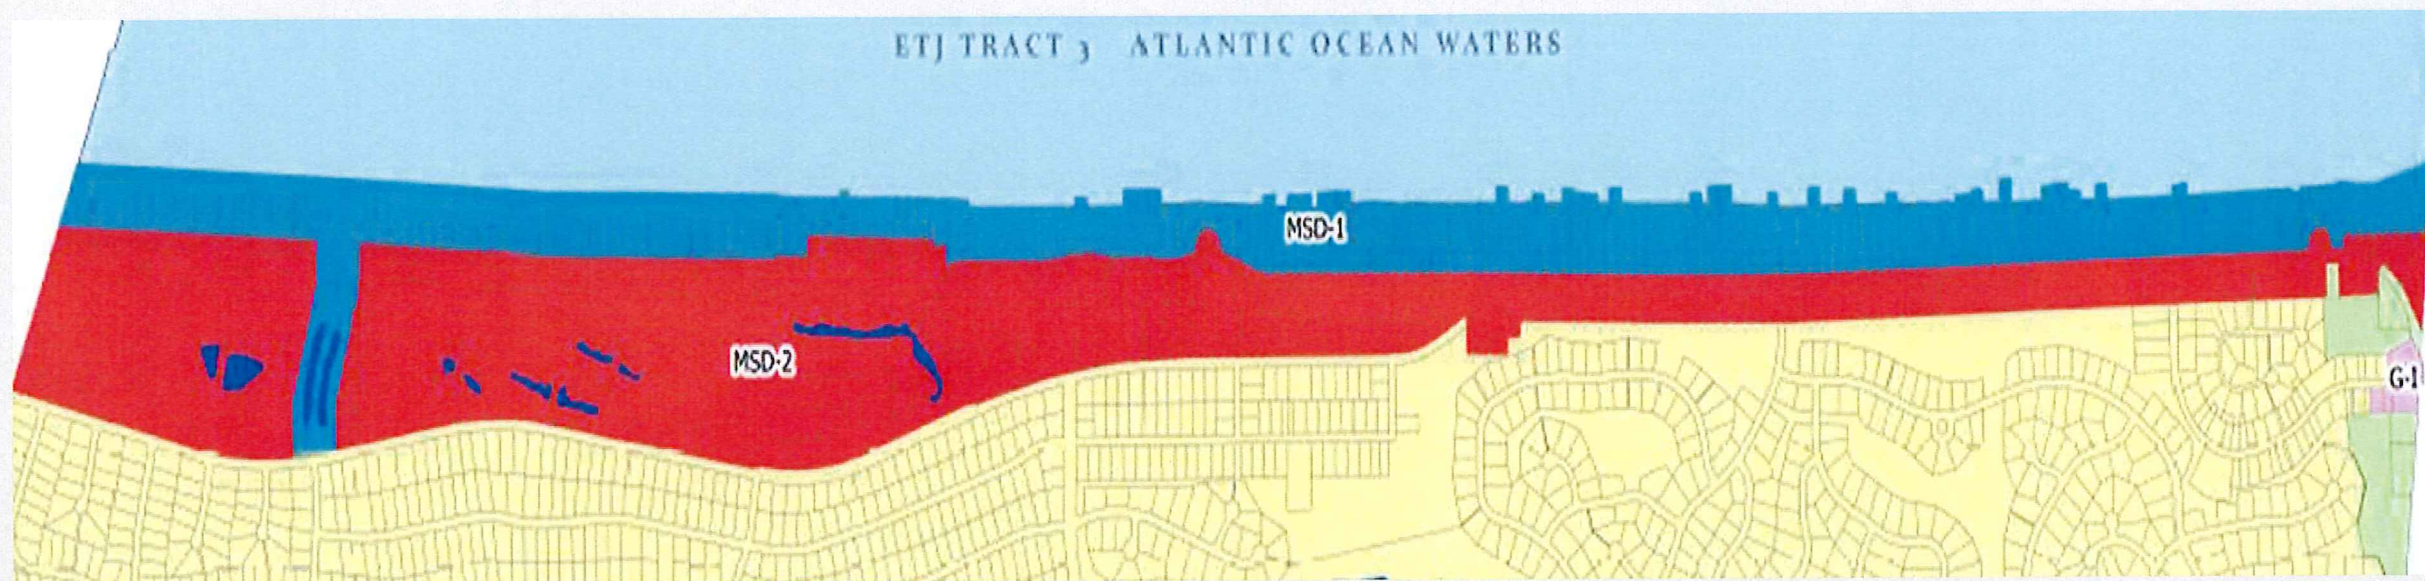 ETJ TRACT 3 ATLANTIC OCEAN WATERS
MSD-1
MSD-2
G-1